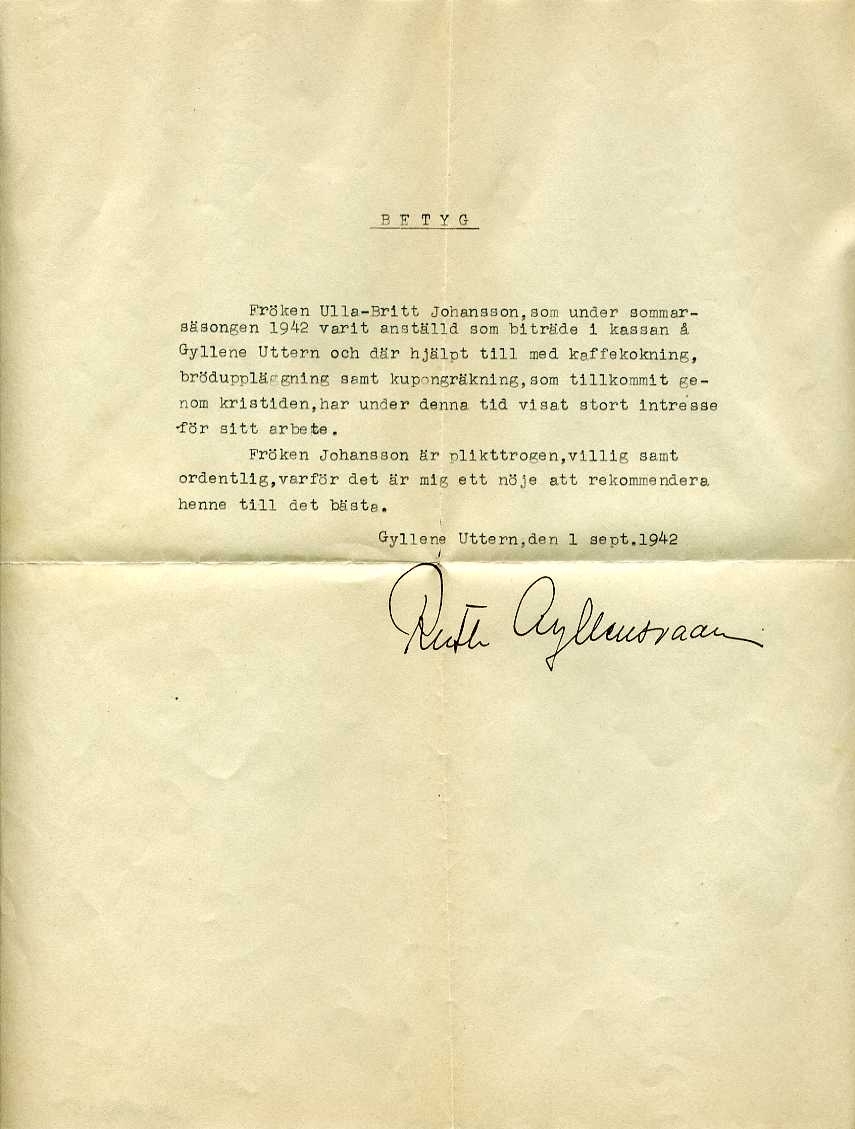 B E T Y G
Fröken Ulla-Britt Johansson,som under sommar-
säsongen 1942 varit anställd som biträde i kassan å
Gyllene Uttern och där hjälpt till med kaffekokning,
bröduppläggning samt kupongräkning,som tillkommit ge-
nom kristiden,har under denna tid visat stort intresse
för sitt arbete.
Fröken Johansson är plikttrogen,villig samt
ordentlig,varför det är mig ett nöje att rekommendera
henne till det bästa.
Gyllene Uttern,den 1 sept.1942
Ruth Gyllensvaan